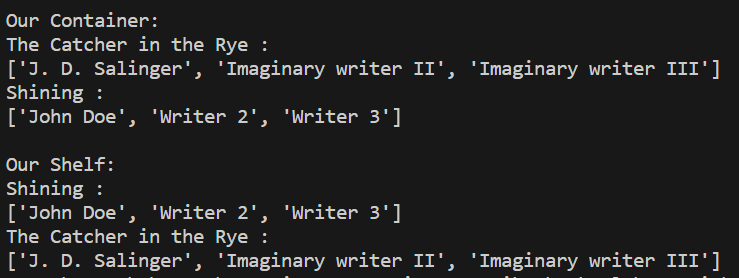 Our Container:
The Catcher in the Rye :
['J. D. Salinger', 'Imaginary writer II', 'Imaginary writer III']
Shining :
['John Doe', 'Writer 2', 'Writer 3']
Our Shelf:
Shining :
['John Doe', 'Writer 2', 'Writer 3']
The Catcher in the Rye :
['J. D. Salinger', 'Imaginary writer II', 'Imaginary writer III']